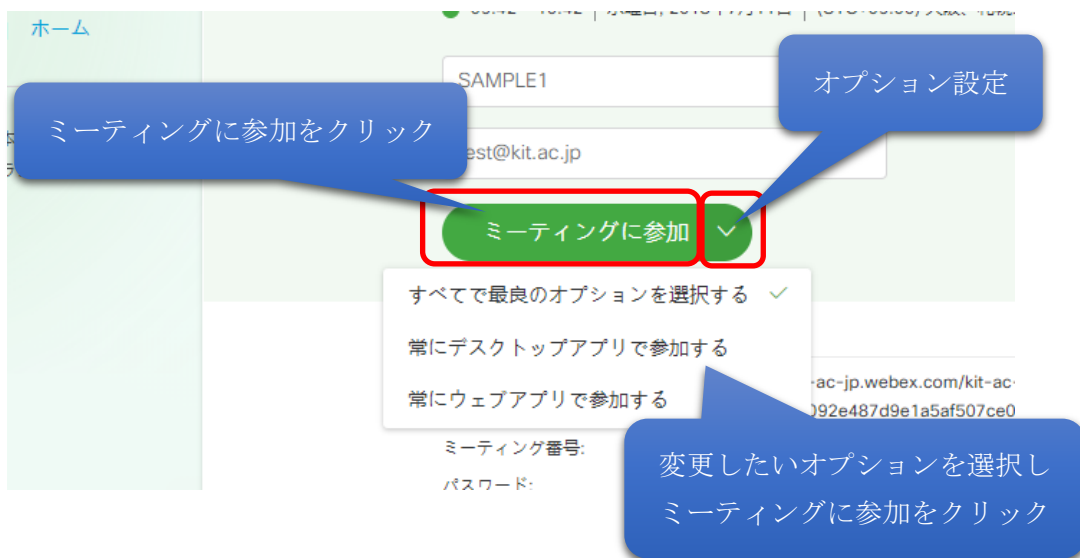 ホーム
SAMPLE1
オプション設定
ミーティングに参加をクリック
est@kit.ac.jp
ミーティングに参加
すべてで最良のオプションを選択する
常にデスクトップアプリで参加する
常にウェブアプリで参加する
-ac-jp.webex.com/kit-ac-
092e487d9e1a5af507ce0
ミーティング番号:
パスワード:
変更したいオプションを選択し
ミーティングに参加をクリック